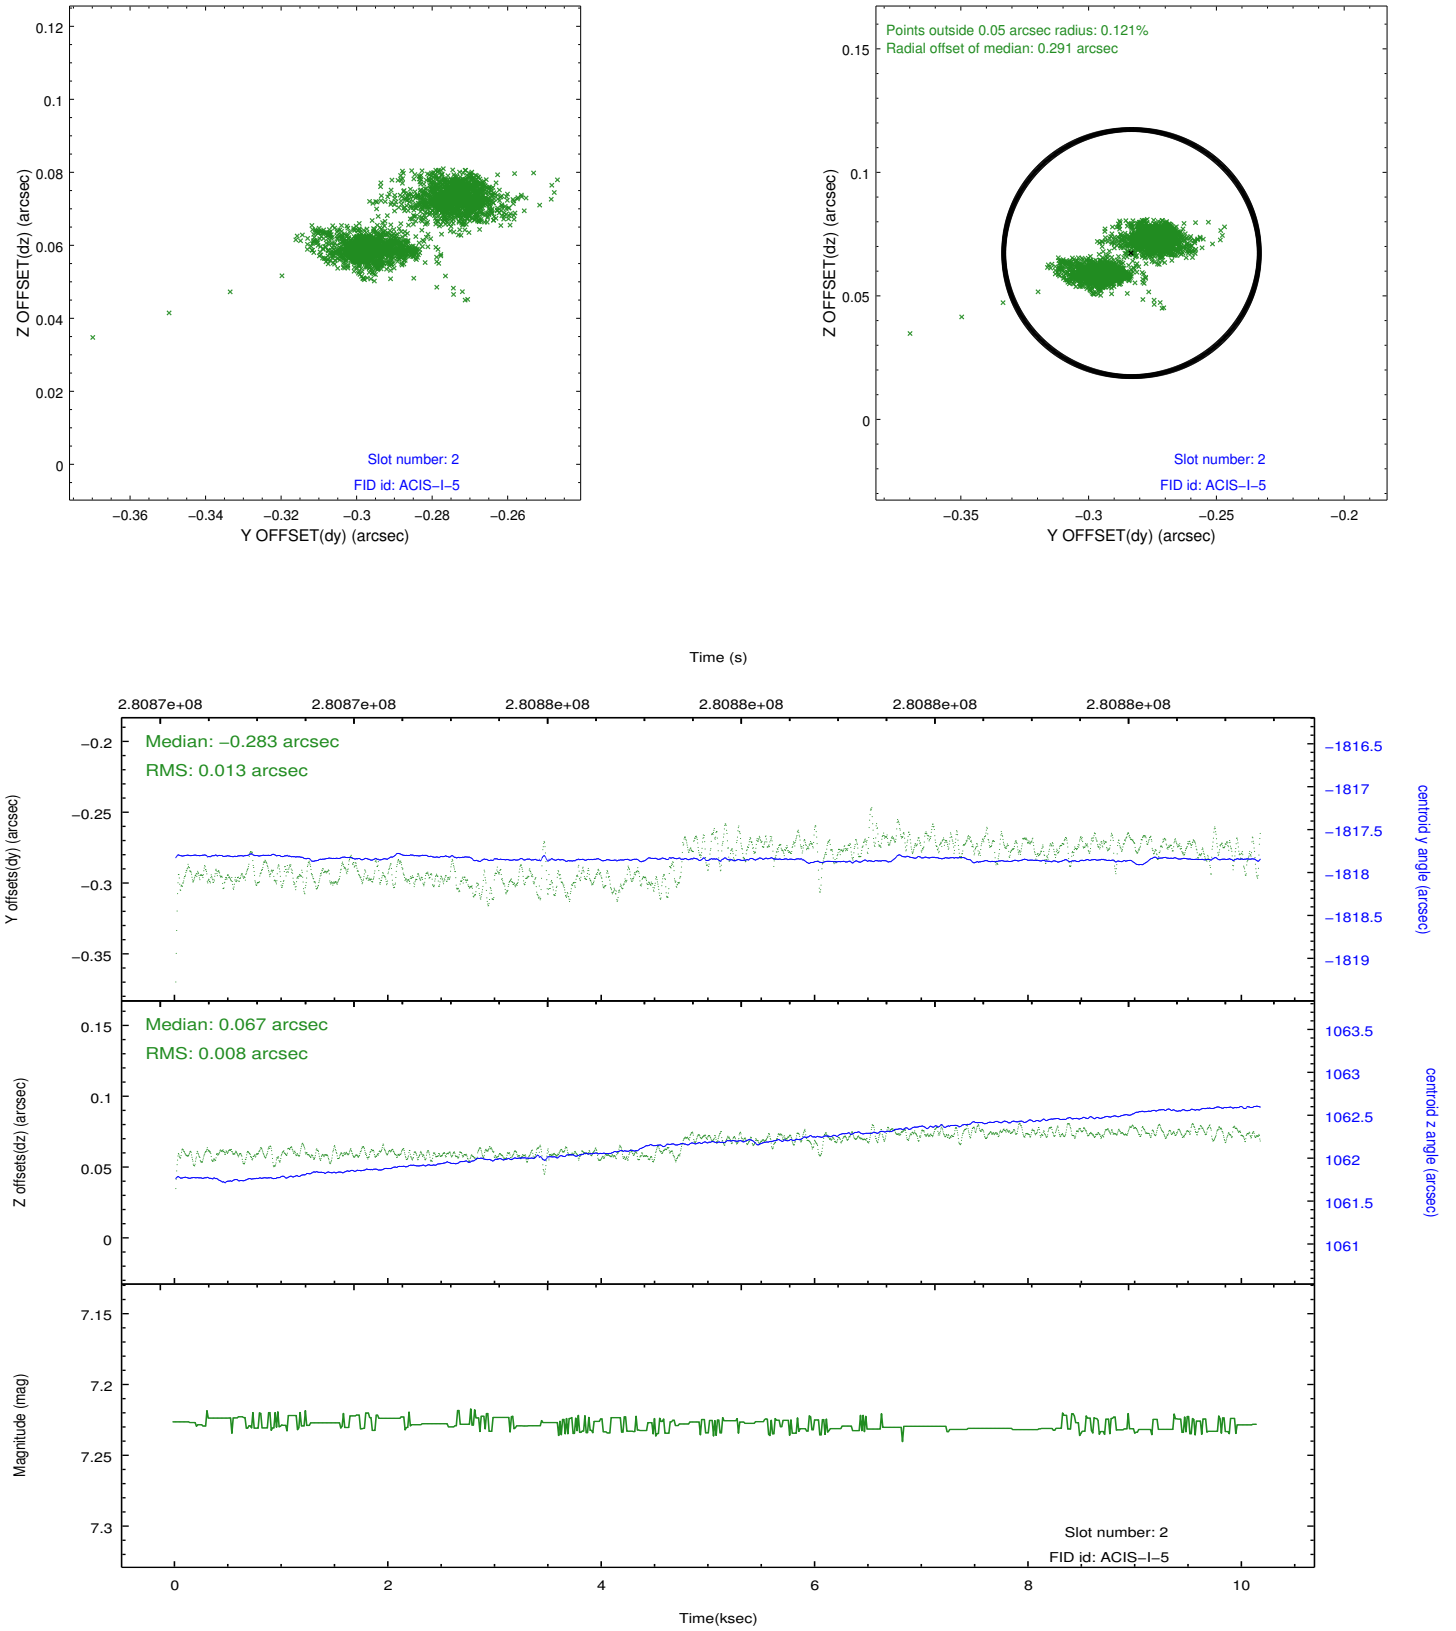 0.12
0.1
0.08
0.06
0.04
0.02
0
Z OFFSET(dz) (arcsec)
Slot number: 2
FID id: ACIS−I−5
−0.36
−0.34
−0.32
−0.3
−0.28
−0.26
Y OFFSET(dy) (arcsec)
Points outside 0.05 arcsec radius: 0.121%
Radial offset of median: 0.291 arcsec
0.15
0.1
0.05
0
Z OFFSET(dz) (arcsec)
Slot number: 2
FID id: ACIS−I−5
−0.35
−0.3
−0.25
−0.2
Y OFFSET(dy) (arcsec)
Time (s)
2.8087e+08
2.8087e+08
2.8088e+08
2.8088e+08
2.8088e+08
2.8088e+08
Median: −0.283 arcsec
RMS: 0.013 arcsec
−0.2
−0.25
−0.3
−0.35
Y offsets(dy) (arcsec)
−1816.5
−1817
−1817.5
−1818
−1818.5
−1819
centroid y angle (arcsec)
Median: 0.067 arcsec
RMS: 0.008 arcsec
0.15
0.1
0.05
0
Z offsets(dz) (arcsec)
1063.5
1063
1062.5
1062
1061.5
1061
centroid z angle (arcsec)
7.15
7.2
7.25
7.3
Magnitude (mag)
Slot number: 2
FID id: ACIS−I−5
0
2
4
6
8
10
Time(ksec)